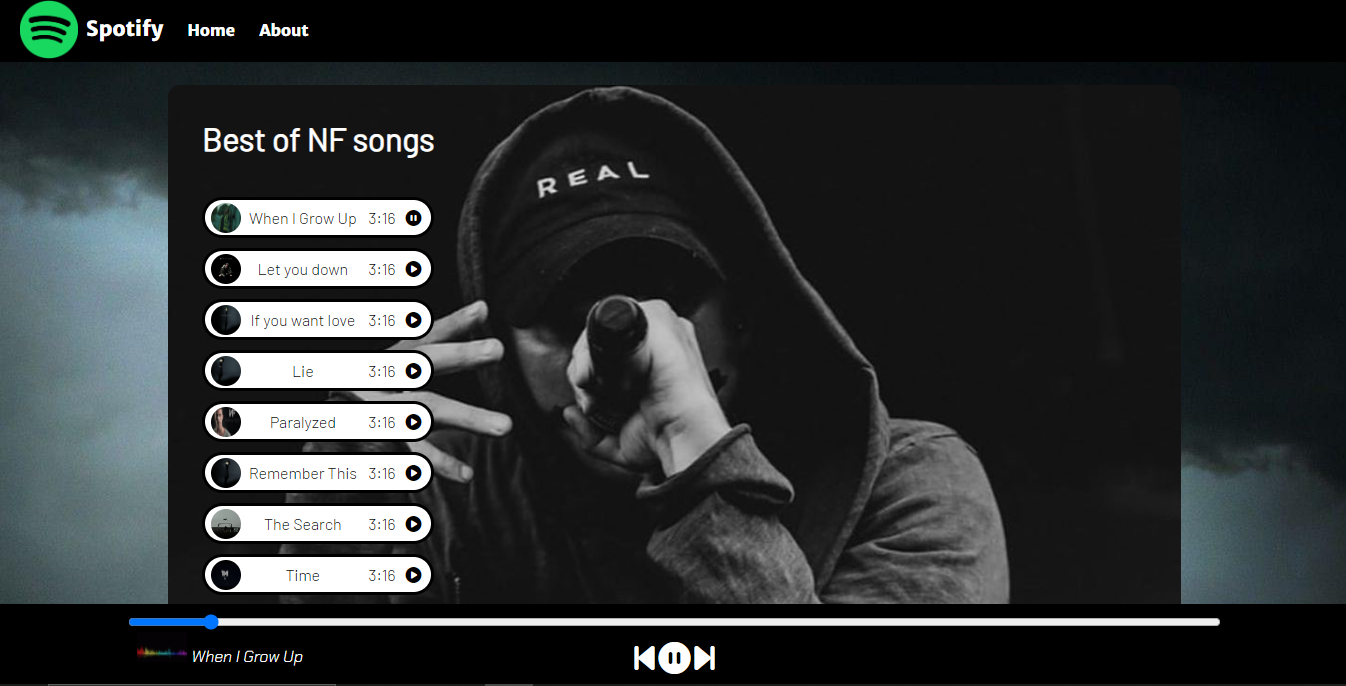 Spotify Home About
Best of NF songs
REAL
When I Grow Up 3:16
Let you down 3:16
If you want love 3:16
Lie 3:16
Paralyzed 3:16
Remember This 3:16
The Search 3:16
Time 3:16
When I Grow Up